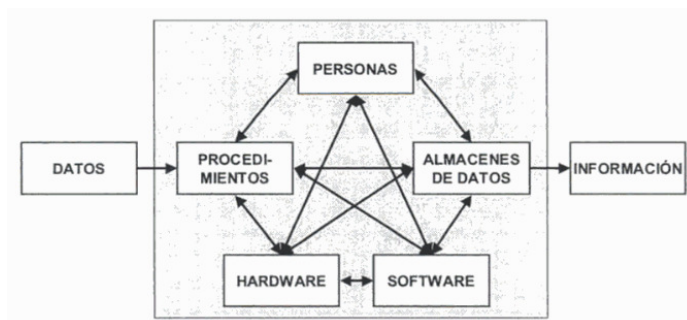 PERSONAS
DATOS
PROCEDI-
MIENTOS
ALMACENES
DE DATOS
INFORMACIÓN
HARDWARE
SOFTWARE